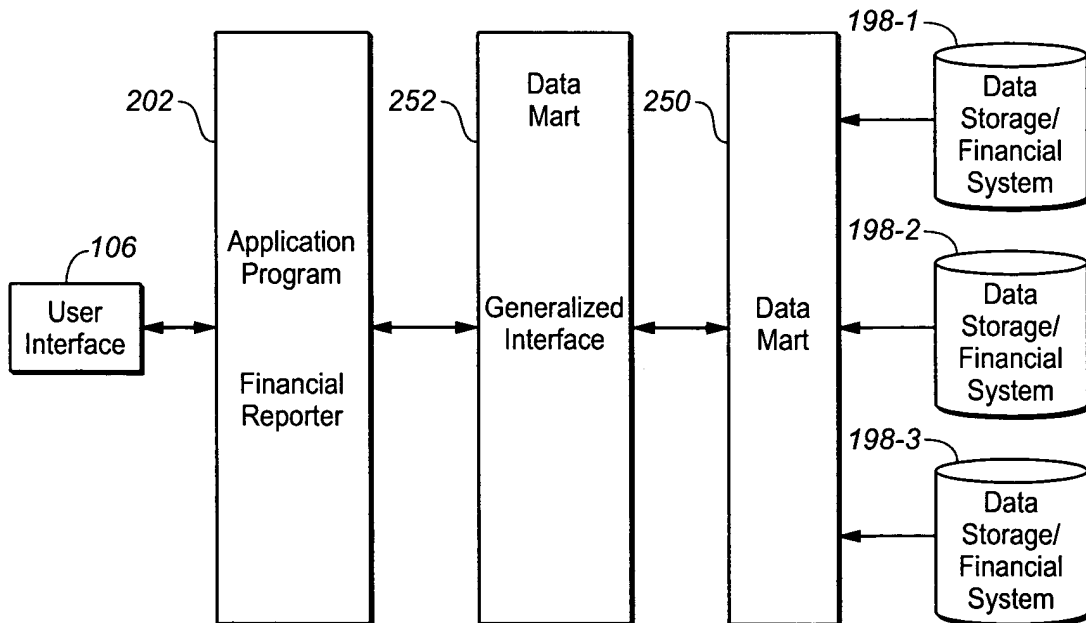 198-1
202
252
Data
Mart
250
Data
Storage/
Financial
System
106
User
Interface
Application
Program
Financial
Reporter
Generalized
Interface
Data
Mart
198-2
Data
Storage/
Financial
System
198-3
Data
Storage/
Financial
System